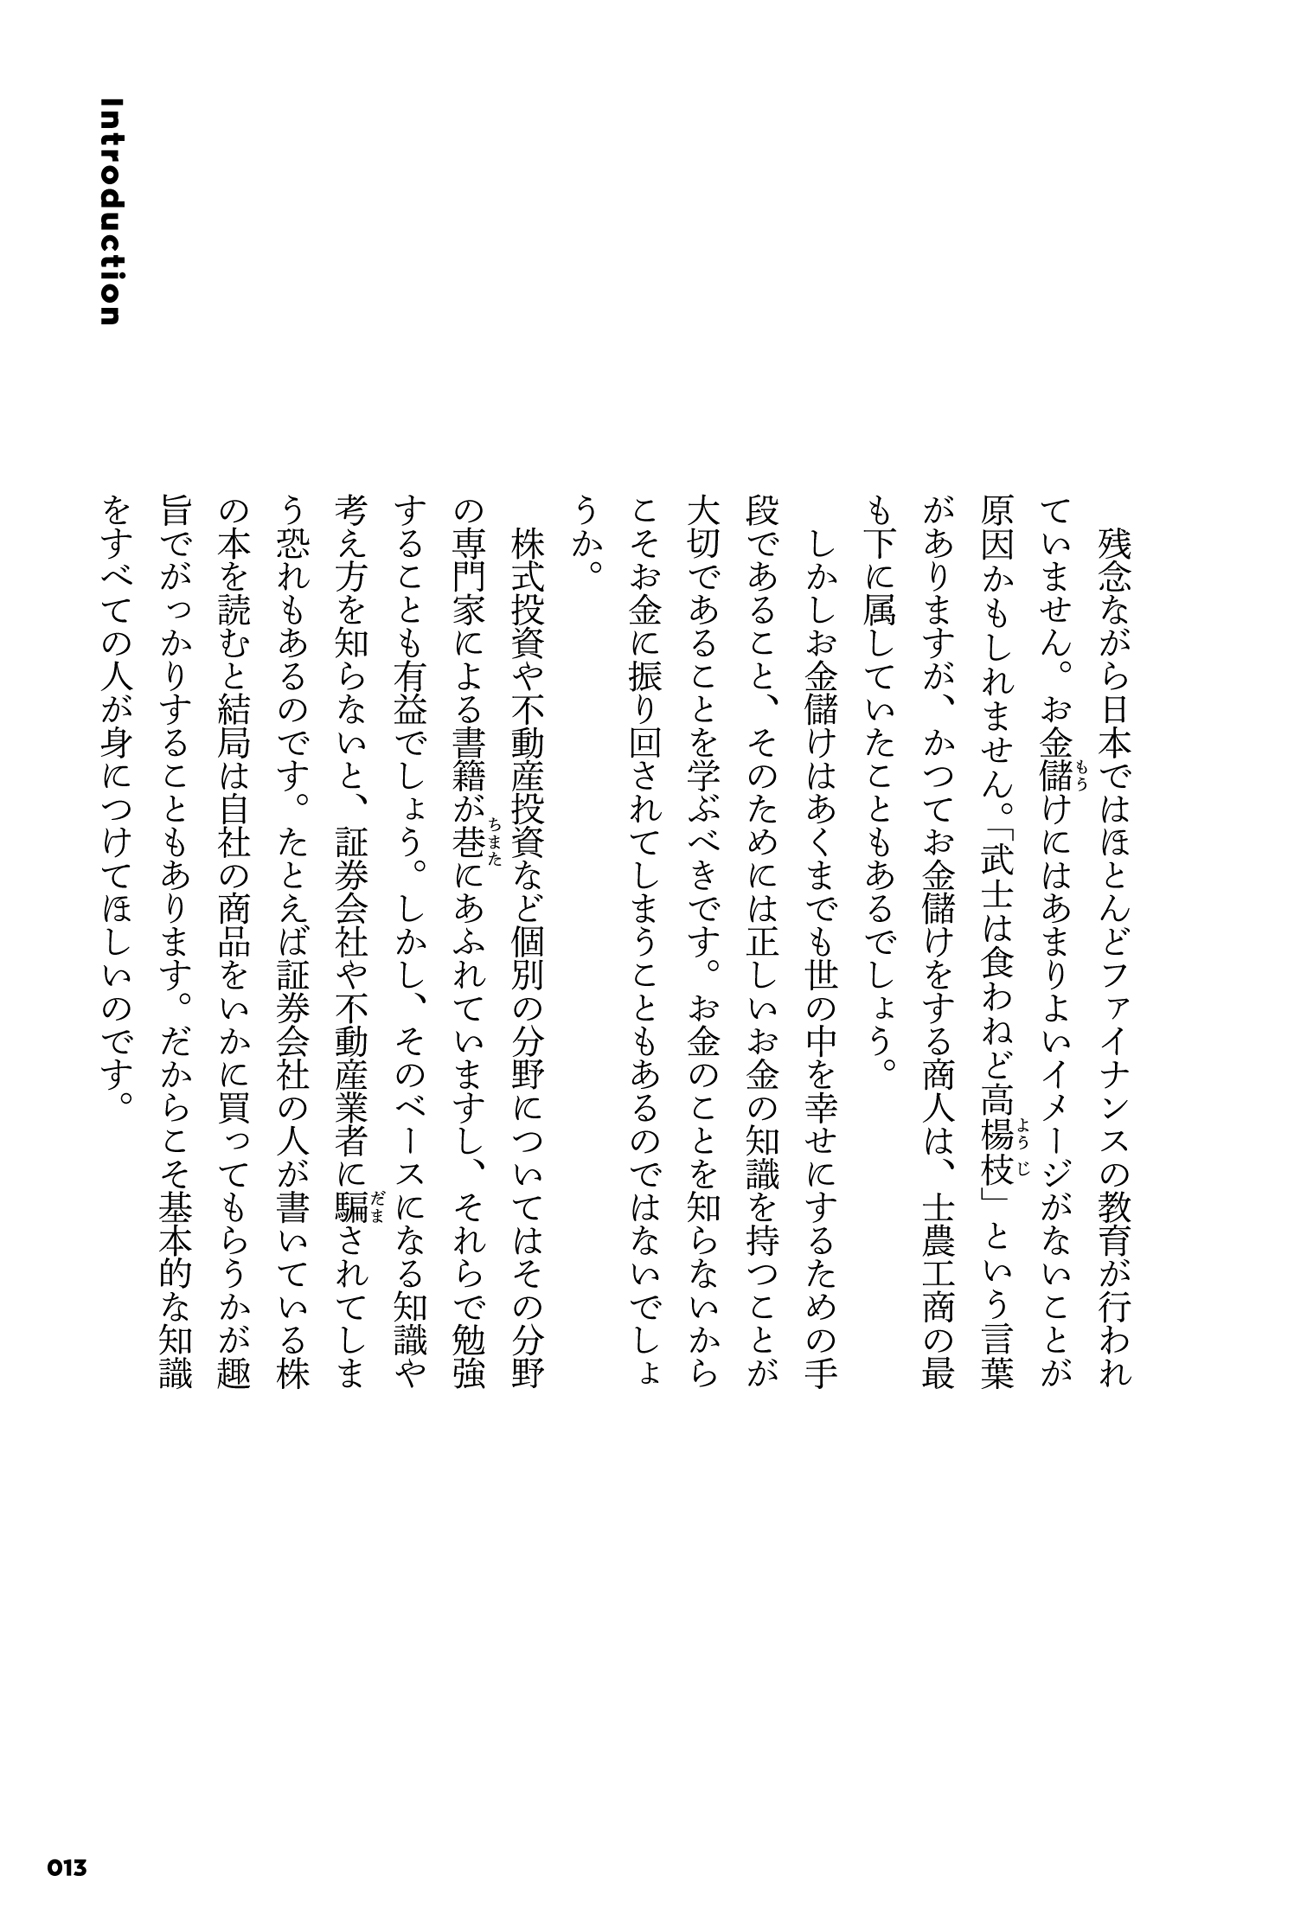 Introduction
残念ながら日本ではほとんどファイナンスの教育が行われ
ていません。お金儲けにはあまりよいイメージがないことが
もう
原因かもしれません。「武士は食わねど高楊枝」という言葉
ようじ
がありますが、かつてお金儲けをする商人は、士農工商の最
も下に属していたこともあるでしょう。
しかしお金儲けはあくまでも世の中を幸せにするための手
段であること、そのためには正しいお金の知識を持つことが
大切であることを学ぶべきです。お金のことを知らないから
こそお金に振り回されてしまうこともあるのではないでしょ
うか。
株式投資や不動産投資など個別の分野についてはその分野
の専門家による書籍が巷にあふれていますし、それらで勉強
ちまた
することも有益でしょう。しかし、そのベースになる知識や
考え方を知らないと、証券会社や不動産業者に騙されてしま
だま
う恐れもあるのです。たとえば証券会社の人が書いている株
の本を読むと結局は自社の商品をいかに買ってもらうかが趣
旨でがっかりすることもあります。だからこそ基本的な知識
をすべての人が身につけてほしいのです。
013